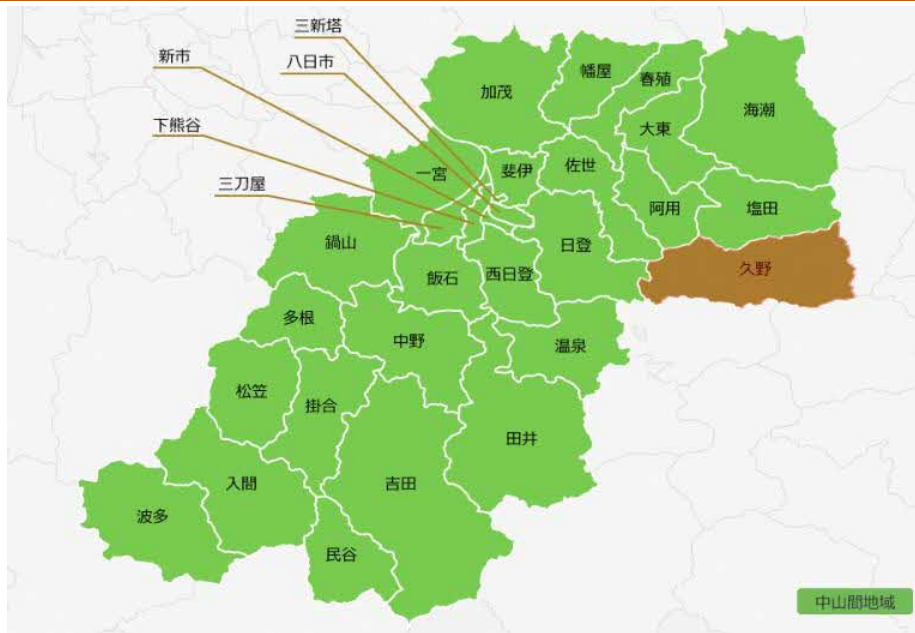 三新塔
新市
八日市
幡屋
春殖
加茂
海潮
下熊谷
大東
一宮
斐伊
佐世
三刀屋
阿用
塩田
鍋山
日登
飯石
西日登
久野
多根
中野
温泉
松笠
掛合
田井
入間
吉田
波多
民谷
中山間地域